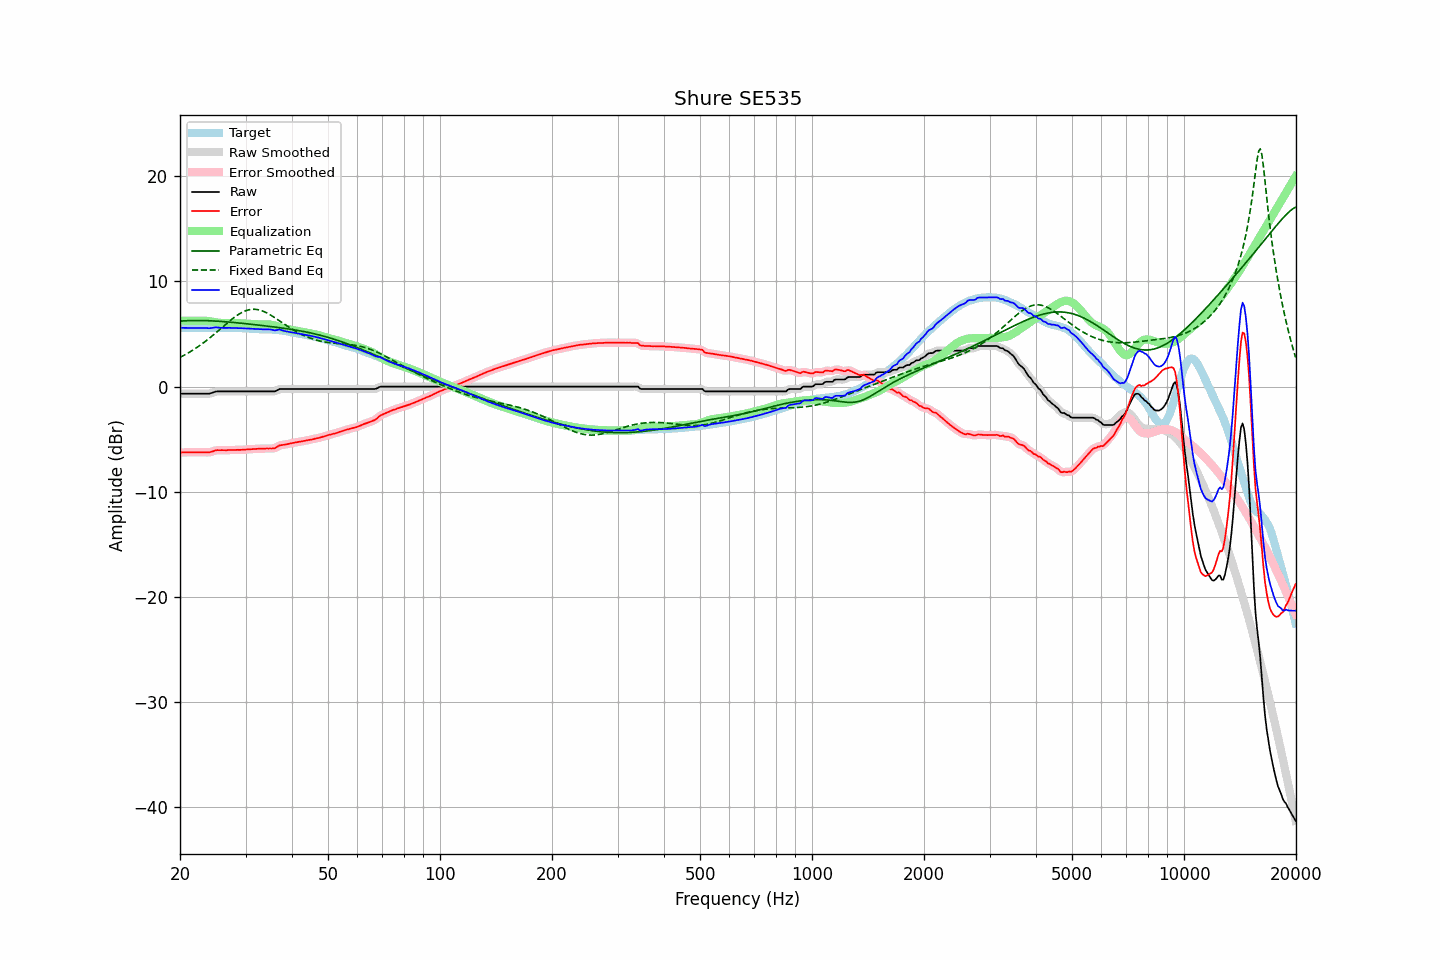 Shure SE535
Target
Raw Smoothed
Error Smoothed
Raw
Error
Equalization
Parametric Eq
Fixed Band Eq
Equalized
20
10
0
−10
−20
−30
−40
Amplitude (dBr)
20 50 100 200 500 1000 2000 5000 10000 20000
Frequency (Hz)